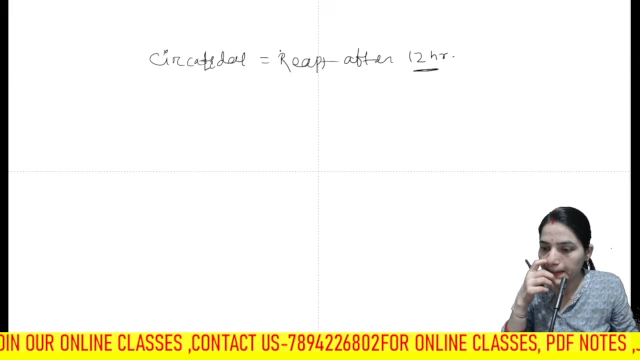 Circatidal = Reapt after 12 hr.
OIN OUR ONLINE CLASSES ,CONTACT US-7894226802FOR ONLINE CLASSES, PDF NOTES ,